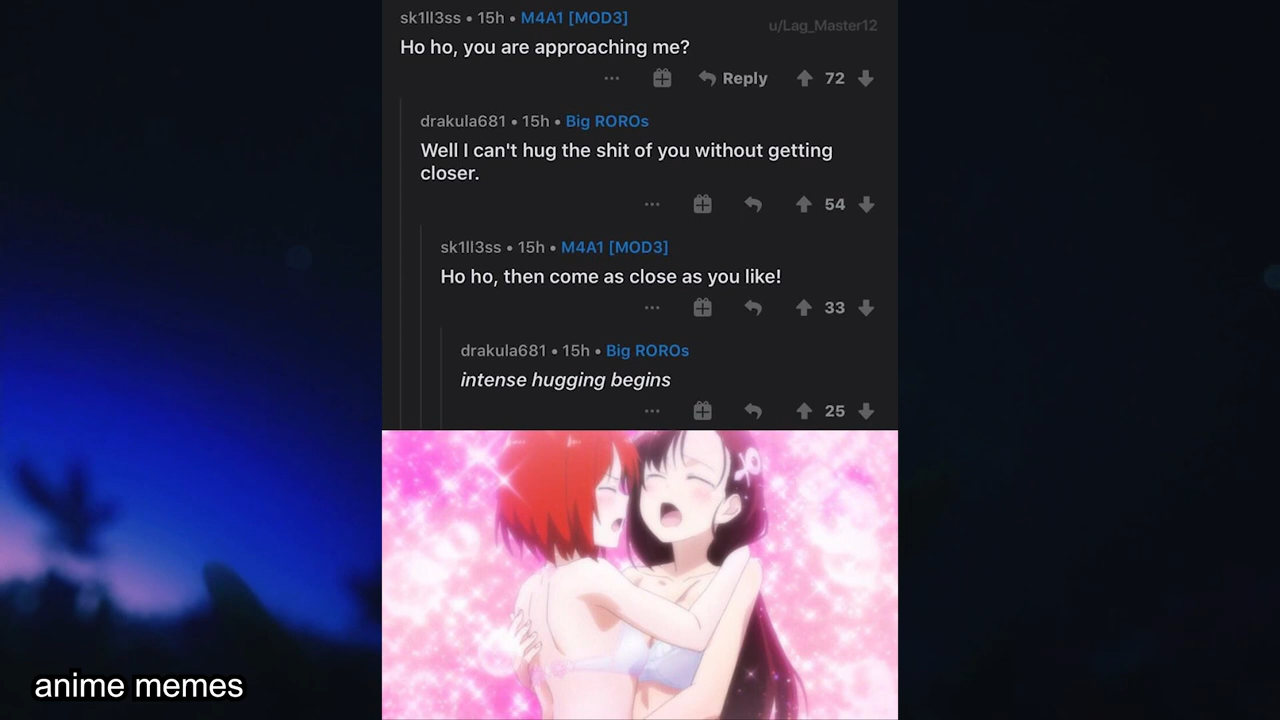 sk1ll3ss • 15h • M4A1 [MOD3]
u/Lag_Master12
Ho ho, you are approaching me?
Reply 72
drakula681 • 15h • Big ROROs
Well I can't hug the shit of you without getting
closer.
54
sk1ll3ss • 15h • M4A1 [MOD3]
Ho ho, then come as close as you like!
33
drakula681 • 15h • Big ROROs
intense hugging begins
25
anime memes